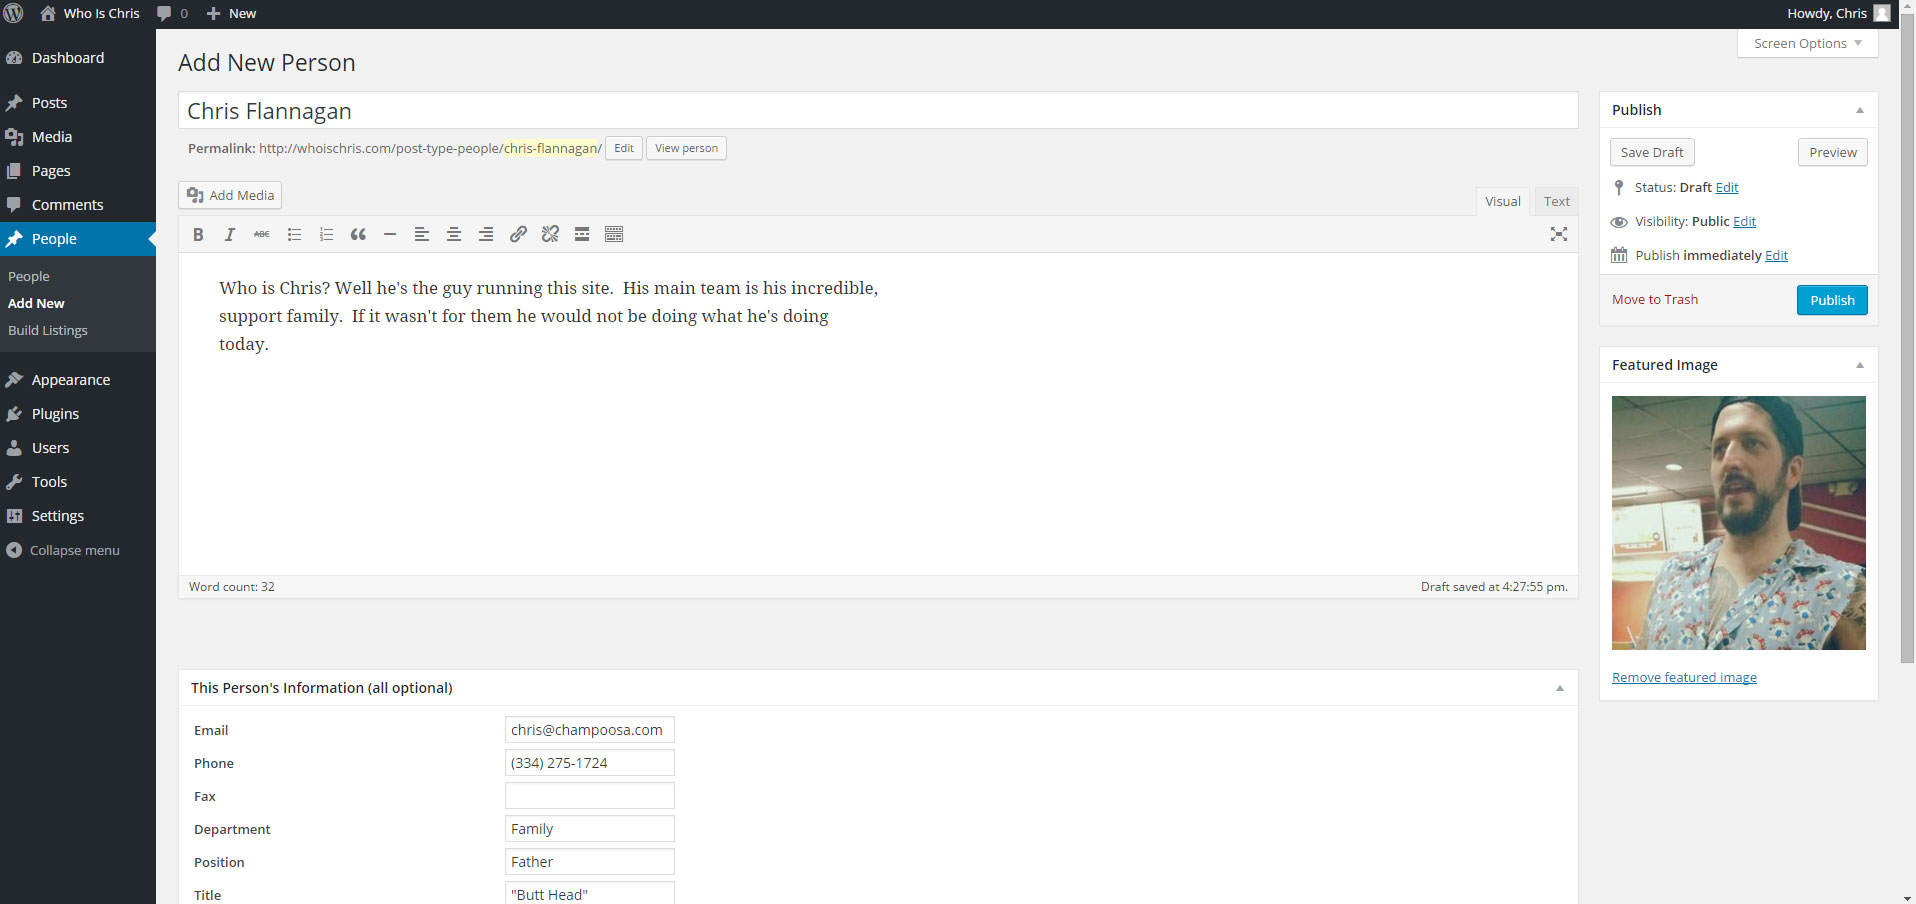 Who Is Chris 0 New Howdy, Chris
Screen Options
Dashboard
Posts
Media
Pages
Comments
People
People
Add New
Build Listings
Appearance
Plugins
Users
Tools
Settings
Collapse menu
Add New Person
Chris Flannagan
Permalink: http://whoischris.com/post-type-people/chris-flannagan/ Edit View person
Add Media
Visual Text
B I ABC
Who is Chris? Well he's the guy running this site.  His main team is his incredible,
support family.  If it wasn't for them he would not be doing what he's doing
today.
Word count: 32 Draft saved at 4:27:55 pm.
This Person's Information (all optional)
Email chris@champoosa.com
Phone (334) 275-1724
Fax
Department Family
Position Father
Title "Butt Head"
Publish
Save Draft Preview
Status: Draft Edit
Visibility: Public Edit
Publish immediately Edit
Move to Trash Publish
Featured Image
Remove featured image